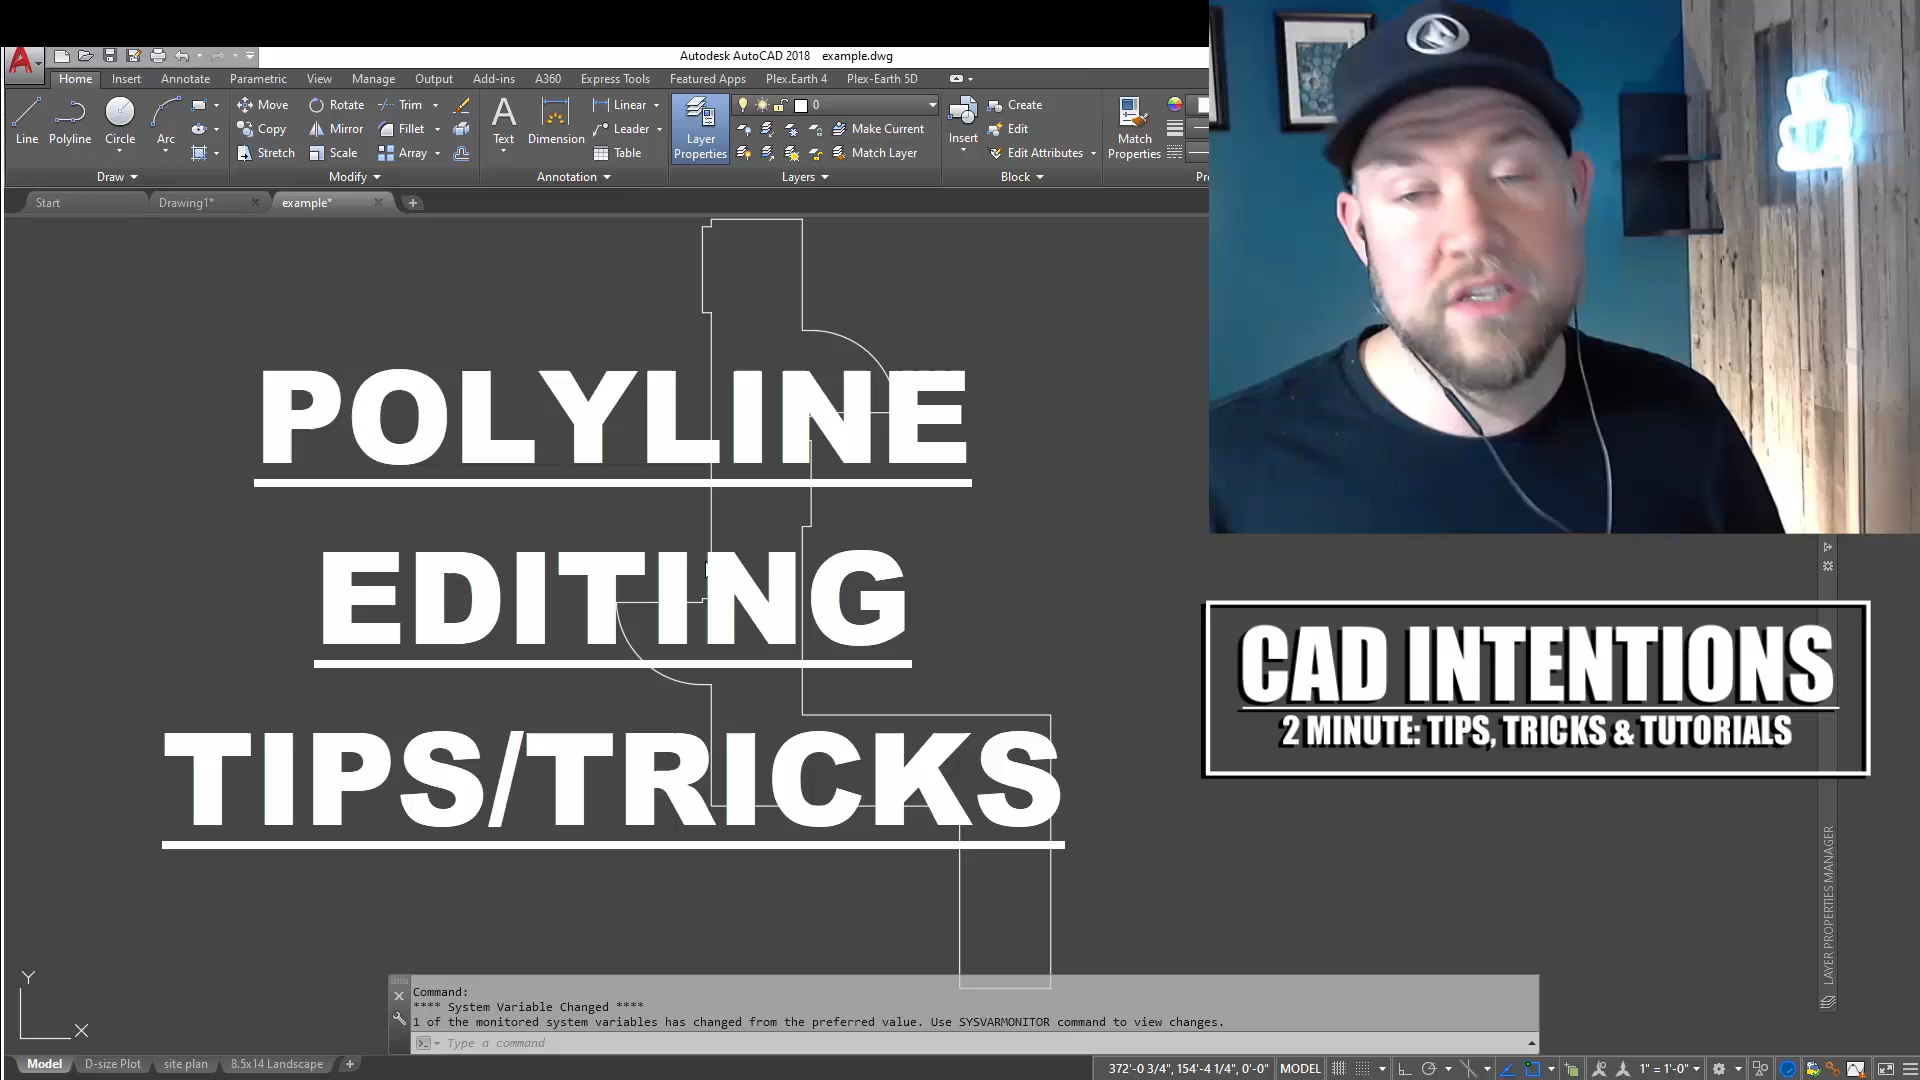 Autodesk AutoCAD 2018 example.dwg
Home Insert Annotate Parametric View Manage Output Add-ins A360 Express Tools Featured Apps Plex.Earth 4 Plex-Earth 5D
Line Polyline Circle Arc
Move Rotate Trim
Copy Mirror Fillet
Stretch Scale Array
Text Dimension
Linear
Leader
Table
Layer Properties
0
Make Current
Match Layer
Insert
Create
Edit
Edit Attributes
Match Properties
Draw Modify Annotation Layers Block
Start Drawing1* example*
POLYLINE
EDITING
TIPS/TRICKS
CAD INTENTIONS
2 MINUTE: TIPS, TRICKS & TUTORIALS
LAYER PROPERTIES MANAGER
Y
X
Command:
**** System Variable Changed ****
1 of the monitored system variables has changed from the preferred value. Use SYSVARMONITOR command to view changes.
Type a command
Model D-size Plot site plan 8.5x14 Landscape
372'-0 3/4", 154'-4 1/4", 0'-0" MODEL 1" = 1'-0"